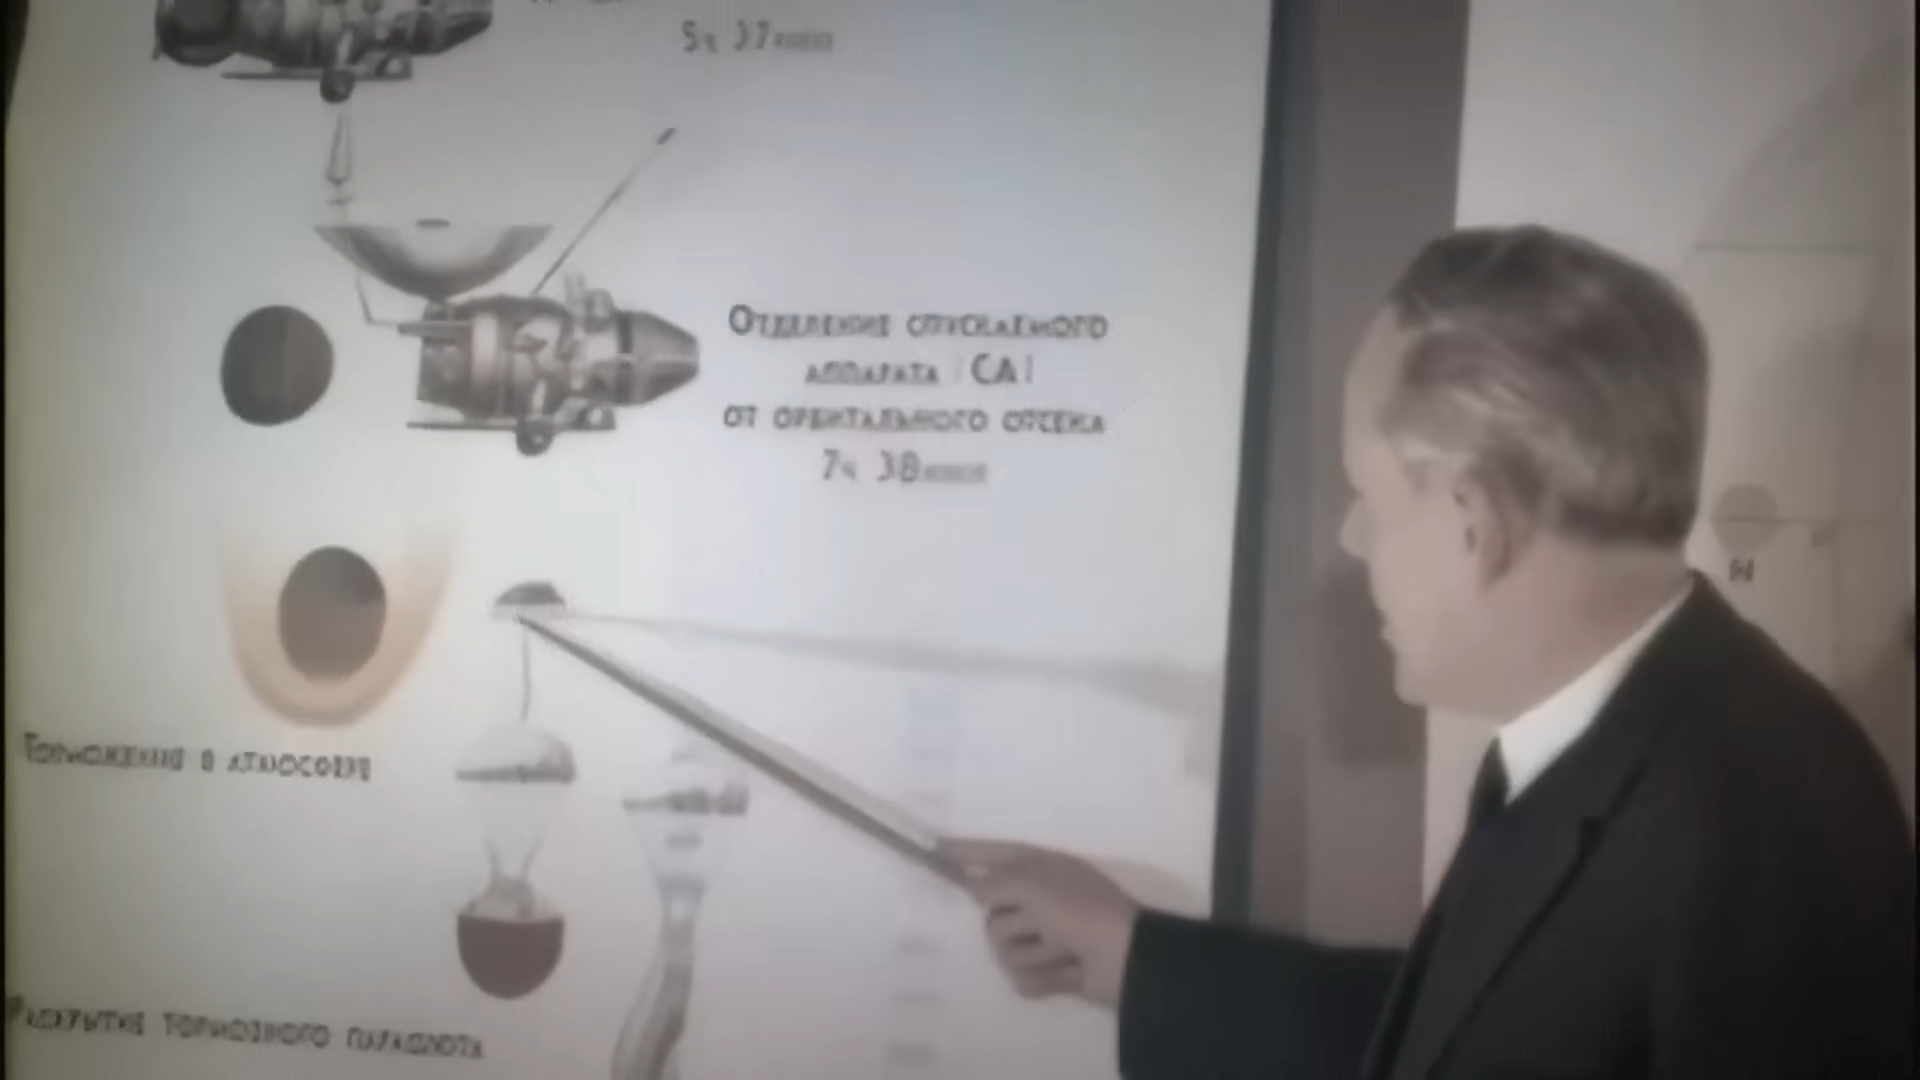 5ч 37мин
Отделение спускаемого
аппарата (СА)
от орбитального отсека
7ч 38мин
Торможение в атмосфере
Раскрытие тормозного парашюта